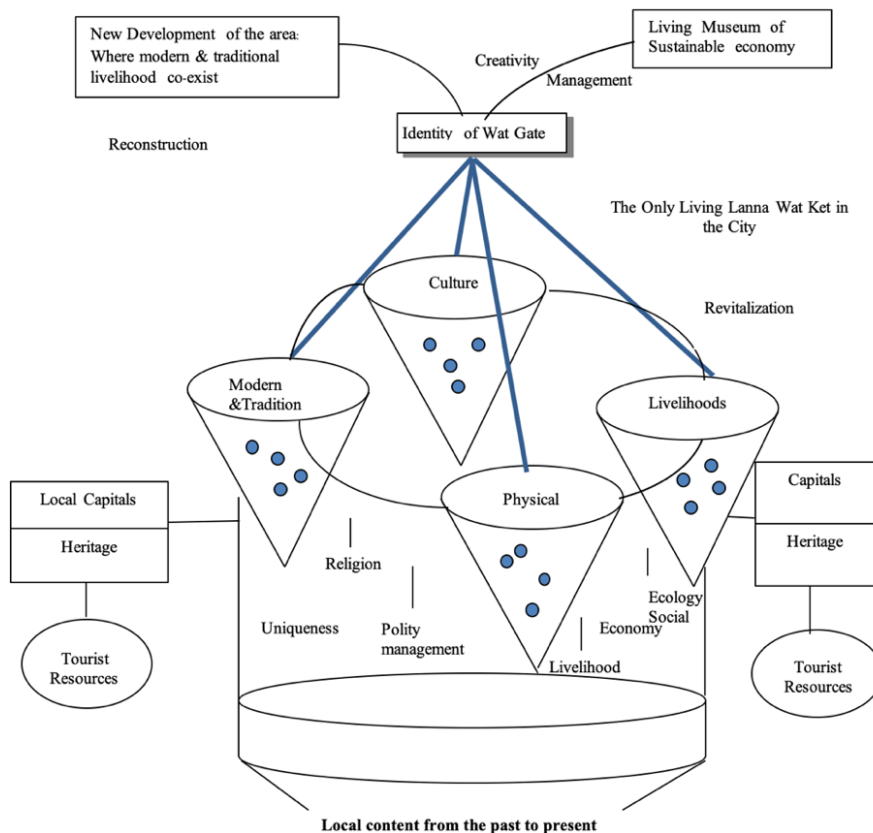 New Development of the area:
Where modern & traditional
livelihood co-exist
Living Museum of
Sustainable economy
Creativity
Management
Identity of Wat Gate
Reconstruction
The Only Living Lanna Wat Ket in
the City
Culture
Revitalization
Modern
&Tradition
Livelihoods
Physical
Local Capitals
Heritage
Capitals
Heritage
Religion
Ecology
Social
Uniqueness
Polity
management
Economy
Livelihood
Tourist
Resources
Tourist
Resources
Local content from the past to present